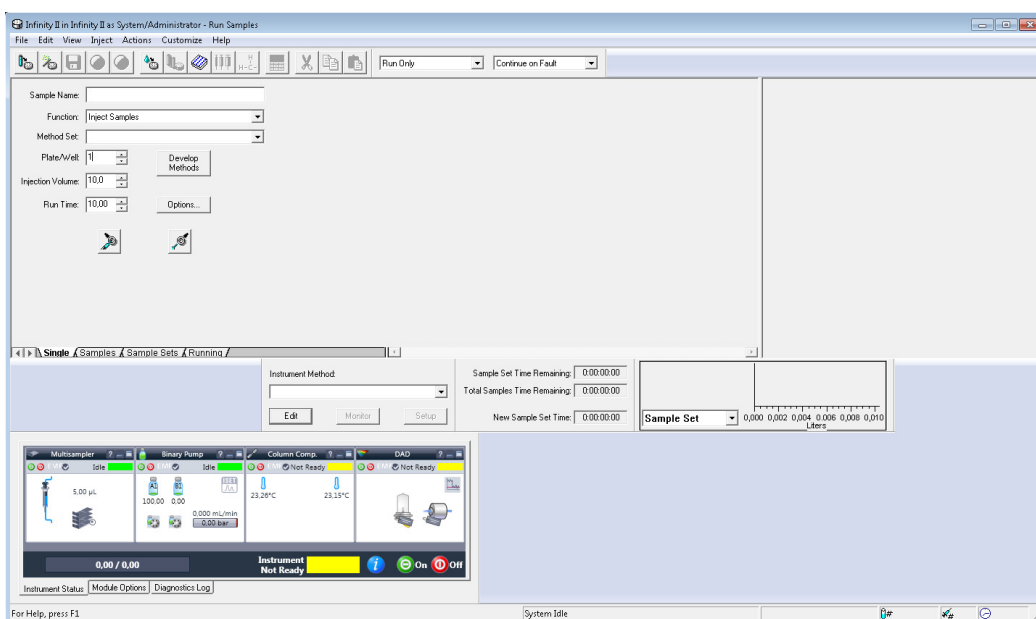 Infinity II in Infinity II as System/Administrator - Run Samples
File Edit View Inject Actions Customize Help
Run Only Continue on Fault
Sample Name:
Function: Inject Samples
Method Set:
Plate/Well: 1
Develop Methods
Injection Volume: 10,0
Run Time: 10,00 Options...
Single Samples Sample Sets Running
Instrument Method:
Edit Monitor Setup
Sample Set Time Remaining: 0:00:00:00
Total Samples Time Remaining: 0:00:00:00
New Sample Set Time: 0:00:00:00
Sample Set
0,000 0,002 0,004 0,006 0,008 0,010
Liters
Multisampler ? Binary Pump ? Column Comp. ? DAD ?
Idle Idle Not Ready Not Ready
5,00 µL
A1 B1
100,00 0,00
SET
0,000 mL/min
0,00 bar
23,26°C 23,15°C
0,00 / 0,00
Instrument Not Ready
i On Off
Instrument Status Module Options Diagnostics Log
For Help, press F1 System Idle # #